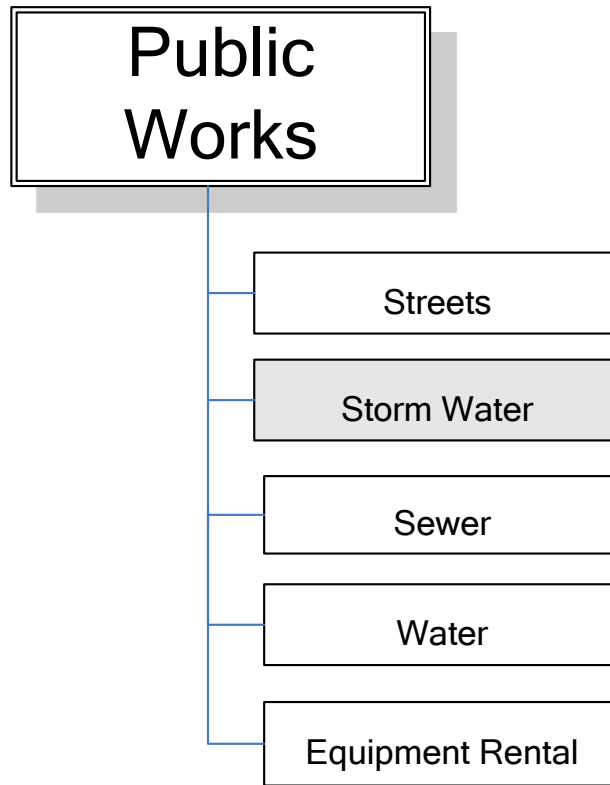 Public
Works
Streets
Storm Water
Sewer
Water
Equipment Rental